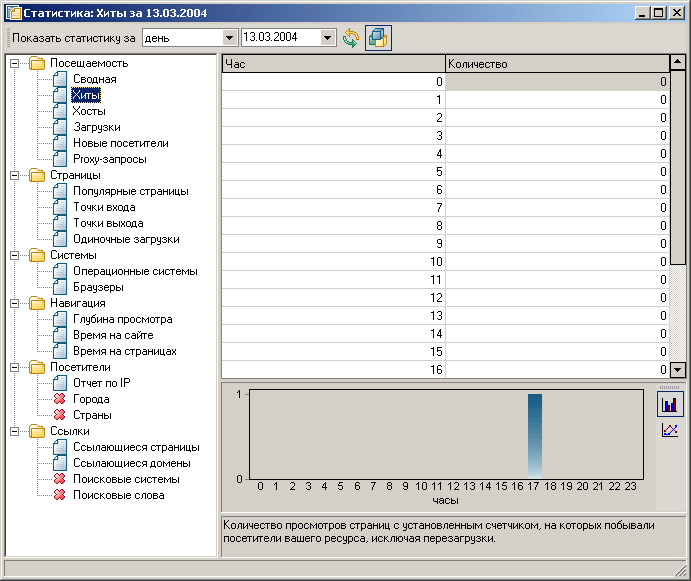 Статистика: Хиты за 13.03.2004
Показать статистику за день 13.03.2004
Посещаемость
Сводная
Хиты
Хосты
Загрузки
Новые посетители
Proxy-запросы
Страницы
Популярные страницы
Точки входа
Точки выхода
Одиночные загрузки
Системы
Операционные системы
Браузеры
Навигация
Глубина просмотра
Время на сайте
Время на страницах
Посетители
Отчет по IP
Города
Страны
Ссылки
Ссылающиеся страницы
Ссылающиеся домены
Поисковые системы
Поисковые слова
Час Количество
0 0
1 0
2 0
3 0
4 0
5 0
6 0
7 0
8 0
9 0
10 0
11 0
12 0
13 0
14 0
15 0
16 0
1
0
0 1 2 3 4 5 6 7 8 9 10 11 12 13 14 15 16 17 18 19 20 21 22 23
часы
Количество просмотров страниц с установленным счетчиком, на которых побывали
посетители вашего ресурса, исключая перезагрузки.